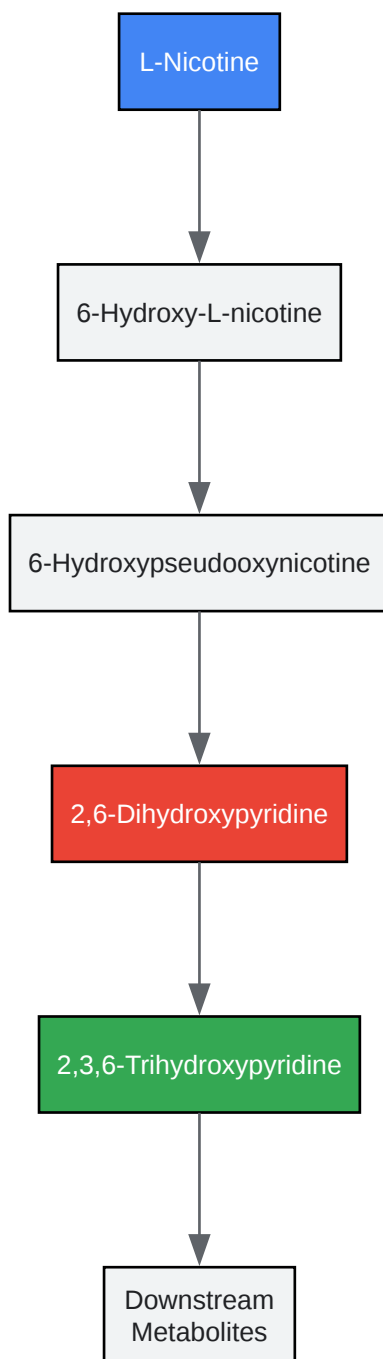 L-Nicotine
6-Hydroxy-L-nicotine
6-Hydroxypseudooxynicotine
2,6-Dihydroxypyridine
2,3,6-Trihydroxypyridine
Downstream
Metabolites